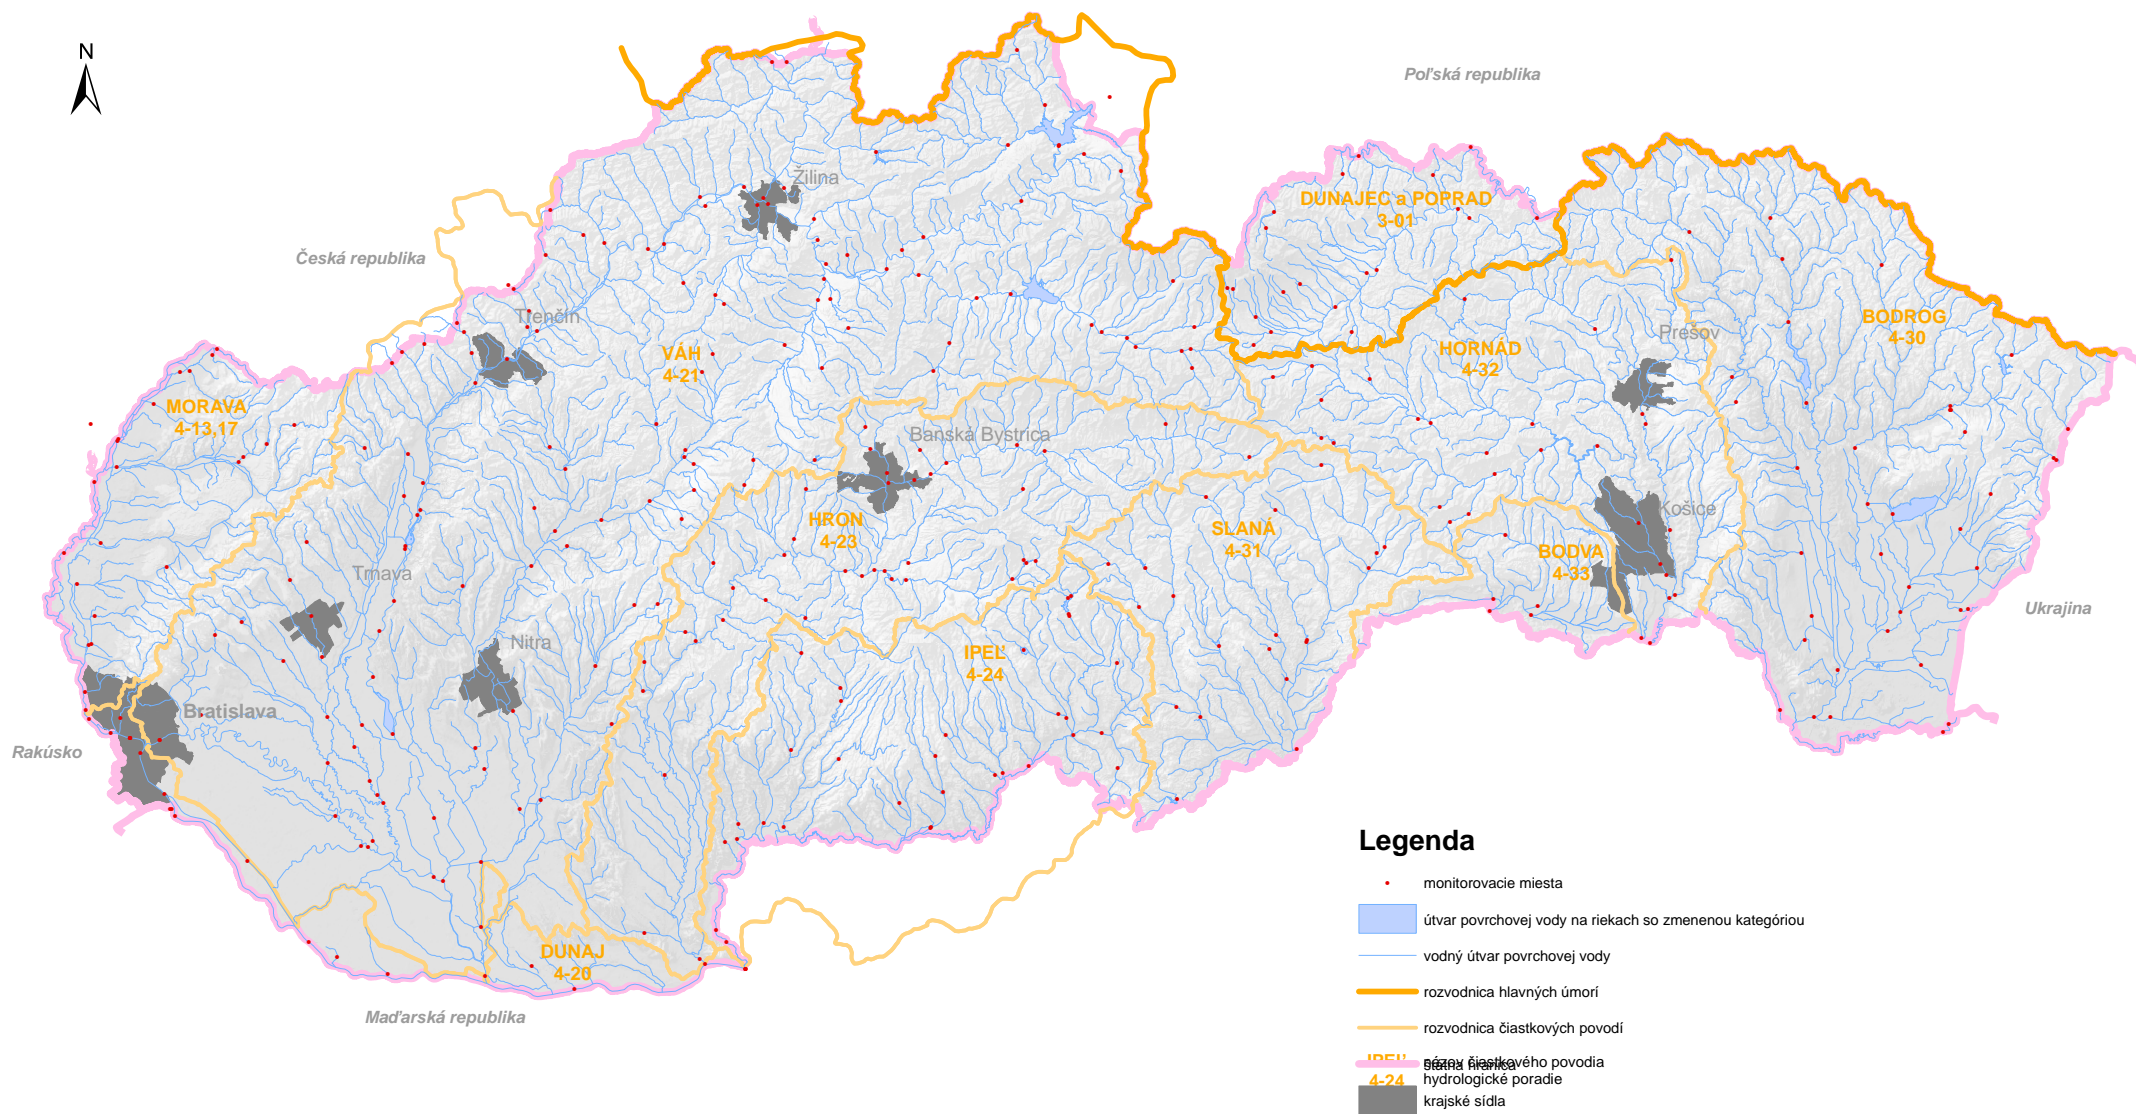 N
Poľská republika
Žilina
DUNAJEC a POPRAD
3-01
Česká republika
Trenčín
BODROG
4-30
Prešov
VÁH
4-21
HORNÁD
4-32
MORAVA
4-13,17
Banská Bystrica
HRON
4-23
SLANÁ
4-31
Košice
BODVA
4-33
Trnava
Ukrajina
Nitra
IPEĽ
4-24
Bratislava
Rakúsko
DUNAJ
4-20
Maďarská republika
Legenda
monitorovacie miesta
útvar povrchovej vody na riekach so zmenenou kategóriou
vodný útvar povrchovej vody
rozvodnica hlavných úmorí
rozvodnica čiastkových povodí
IPEĽ názov čiastkového povodia
štátna hranica
4-24 hydrologické poradie
krajské sídla